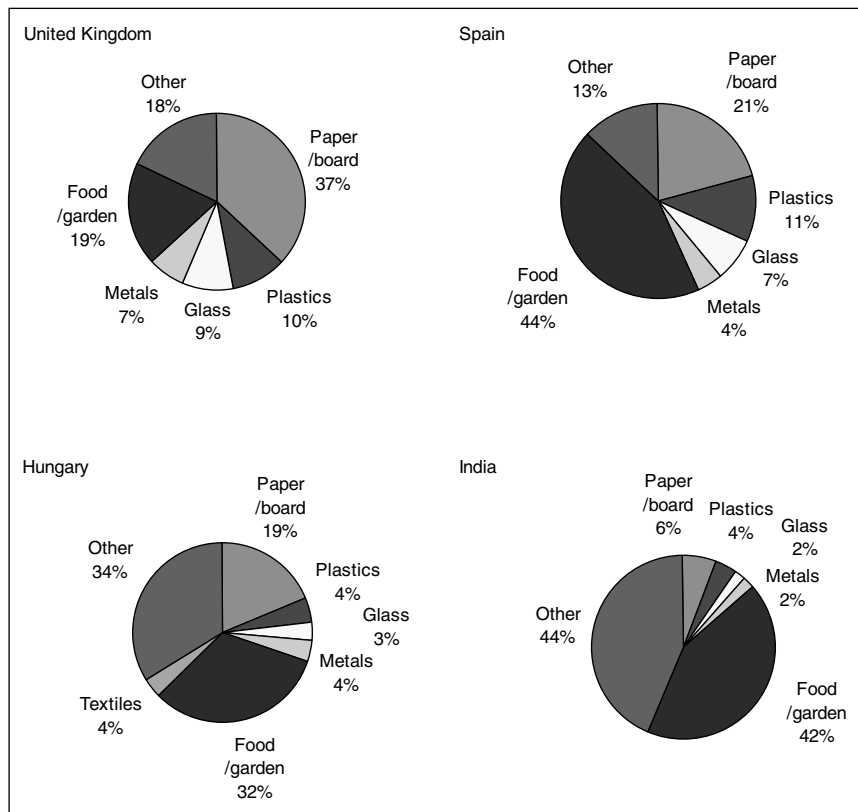 United Kingdom
Other
18%
Paper
/board
37%
Food
/garden
19%
Metals
7%
Glass
9%
Plastics
10%
Spain
Other
13%
Paper
/board
21%
Plastics
11%
Glass
7%
Metals
4%
Food
/garden
44%
Hungary
Paper
/board
19%
Other
34%
Plastics
4%
Glass
3%
Metals
4%
Textiles
4%
Food
/garden
32%
India
Paper
/board
6%
Plastics
4%
Glass
2%
Metals
2%
Other
44%
Food
/garden
42%